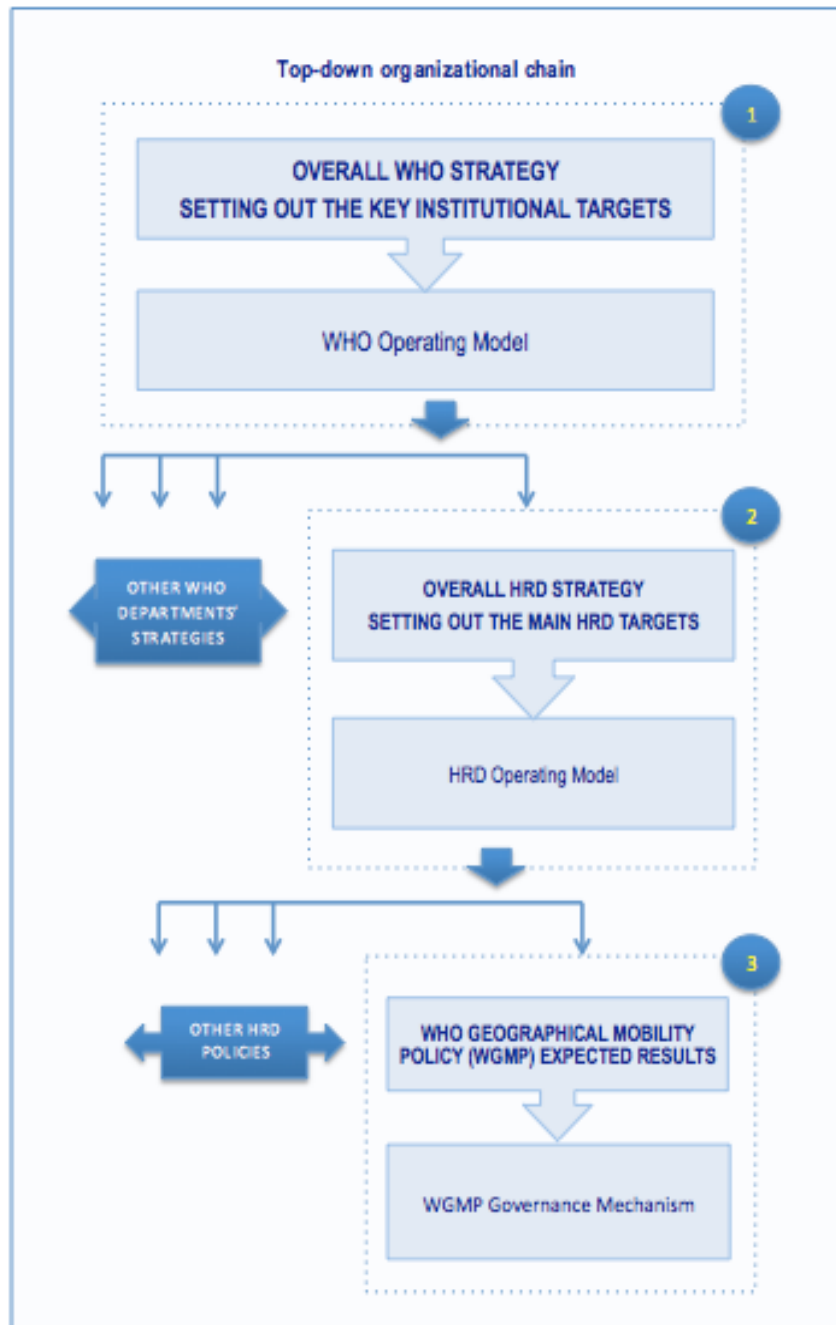 Top-down organizational chain
1
OVERALL WHO STRATEGY
SETTING OUT THE KEY INSTITUTIONAL TARGETS
WHO Operating Model
2
OTHER WHO
DEPARTMENTS'
STRATEGIES
OVERALL HRD STRATEGY
SETTING OUT THE MAIN HRD TARGETS
HRD Operating Model
3
OTHER HRD
POLICIES
WHO GEOGRAPHICAL MOBILITY
POLICY (WGMP) EXPECTED RESULTS
WGMP Governance Mechanism